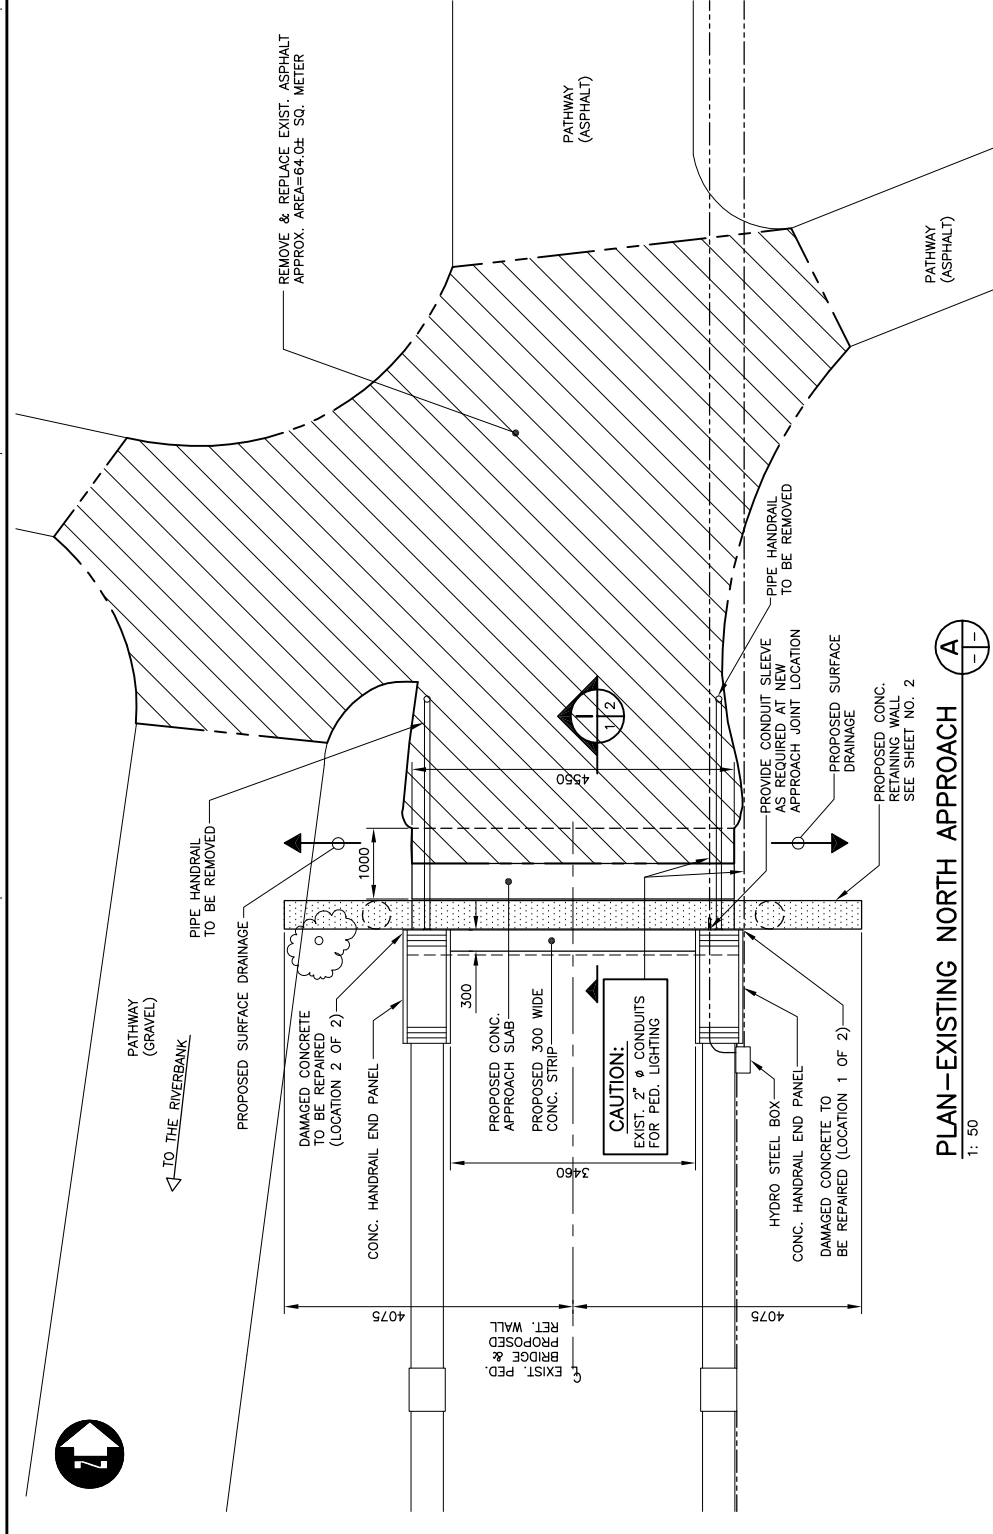 REMOVE & REPLACE EXIST. ASPHALT
APPROX. AREA=64.0± SQ. METER
PATHWAY
(ASPHALT)
PATHWAY
(ASPHALT)
PIPE HANDRAIL
TO BE REMOVED
PROPOSED SURFACE DRAINAGE
PATHWAY
(GRAVEL)
TO THE RIVERBANK
DAMAGED CONCRETE
TO BE REPAIRED
(LOCATION 2 OF 2)
CONC. HANDRAIL END PANEL
PROPOSED CONC.
APPROACH SLAB
PROPOSED 300 WIDE
CONC. STRIP
CAUTION:
EXIST. 2" ø CONDUITS
FOR PED. LIGHTING
HYDRO STEEL BOX
CONC. HANDRAIL END PANEL
DAMAGED CONCRETE TO
BE REPAIRED (LOCATION 1 OF 2)
PIPE HANDRAIL
TO BE REMOVED
PROVIDE CONDUIT SLEEVE
AS REQUIRED AT NEW
APPROACH JOINT LOCATION
PROPOSED SURFACE
DRAINAGE
PROPOSED CONC.
RETAINING WALL
SEE SHEET NO. 2
1000
300
4550
3460
4075
4075
1
1
2
℄
EXIST. PED.
BRIDGE &
PROPOSED
RET. WALL
N
PLAN-EXISTING NORTH APPROACH
1: 50
A
-
-